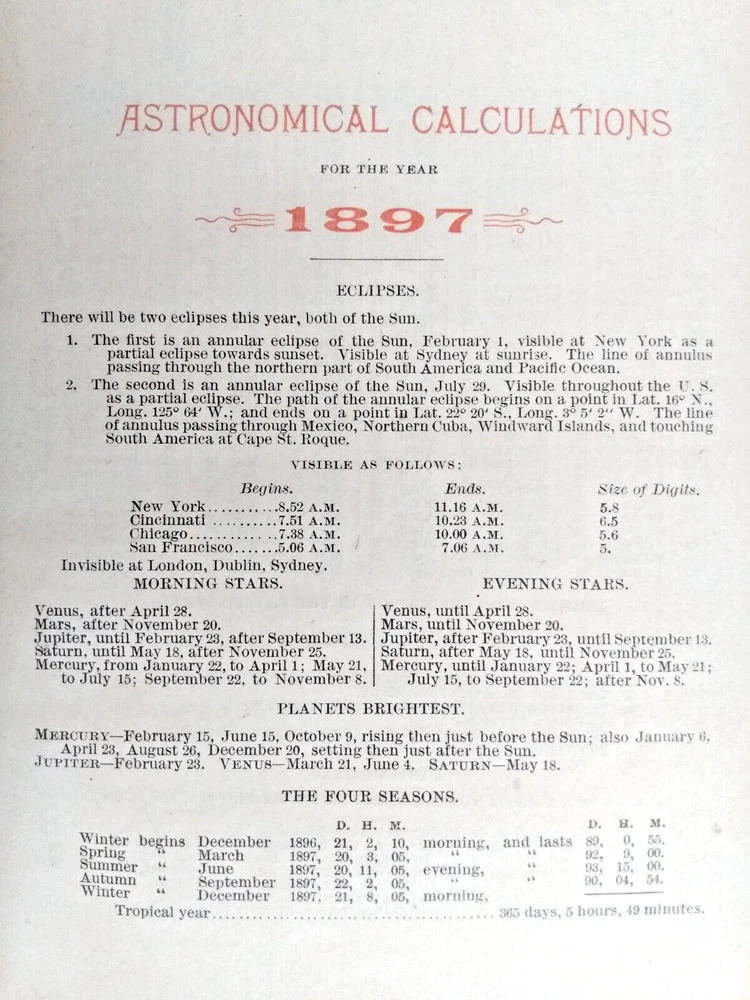 ASTRONOMICAL CALCULATIONS
FOR THE YEAR
1897
ECLIPSES.
There will be two eclipses this year, both of the Sun.
1. The first is an annular eclipse of the Sun, February 1, visible at New York as a
partial eclipse towards sunset. Visible at Sydney at sunrise. The line of annulus
passing through the northern part of South America and Pacific Ocean.
2. The second is an annular eclipse of the Sun, July 29. Visible throughout the U. S.
as a partial eclipse. The path of the annular eclipse begins on a point in Lat. 16° N.,
Long. 125° 64' W.; and ends on a point in Lat. 22° 20' S., Long. 3° 5' 2'' W. The line
of annulus passing through Mexico, Northern Cuba, Windward Islands, and touching
South America at Cape St. Roque.
VISIBLE AS FOLLOWS:
Begins. Ends. Size of Digits.
New York...........8.52 A.M. 11.16 A.M. 5.8
Cincinnati ..........7.51 A.M. 10.23 A.M. 6.5
Chicago..............7.38 A.M. 10.00 A.M. 5.6
San Francisco.......5.06 A.M. 7.06 A.M. 5.
Invisible at London, Dublin, Sydney.
MORNING STARS.
Venus, after April 28.
Mars, after November 20.
Jupiter, until February 23, after September 13.
Saturn, until May 18, after November 25.
Mercury, from January 22, to April 1; May 21,
to July 15; September 22, to November 8.
EVENING STARS.
Venus, until April 28.
Mars, until November 20.
Jupiter, after February 23, until September 13.
Saturn, after May 18, until November 25.
Mercury, until January 22; April 1, to May 21;
July 15, to September 22; after Nov. 8.
PLANETS BRIGHTEST.
MERCURY—February 15, June 15, October 9, rising then just before the Sun; also January 6,
April 23, August 26, December 20, setting then just after the Sun.
JUPITER—February 23. VENUS—March 21, June 4. SATURN—May 18.
THE FOUR SEASONS.
D. H. M. D. H. M.
Winter begins December 1896, 21, 2, 10, morning, and lasts 89, 0, 55.
Spring “ March 1897, 20, 3, 05, “ “ 92, 9, 00.
Summer “ June 1897, 20, 11, 05, evening, “ 93, 15, 00.
Autumn “ September 1897, 22, 2, 05, “ “ 90, 04, 54.
Winter “ December 1897, 21, 8, 05, morning,
Tropical year........................................ 365 days, 5 hours, 49 minutes.